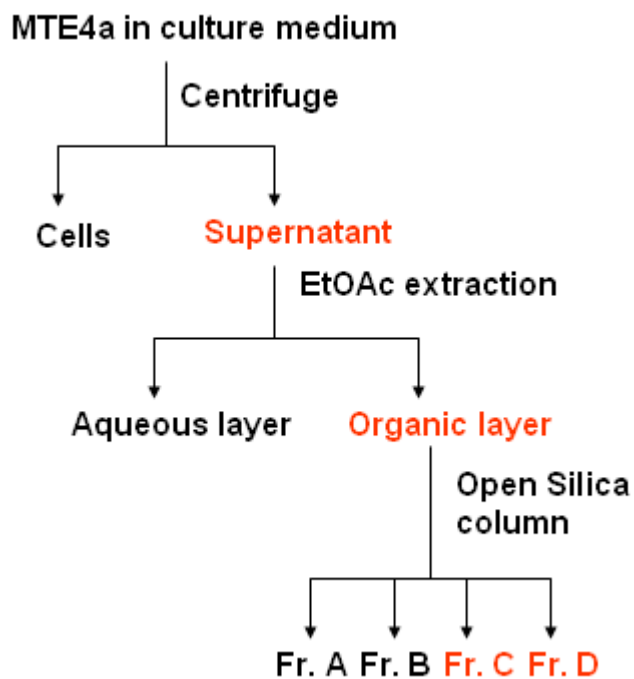 MTE4a in culture medium
Centrifuge
Cells Supernatant
EtOAc extraction
Aqueous layer Organic layer
Open Silica
column
Fr. A Fr. B Fr. C Fr. D